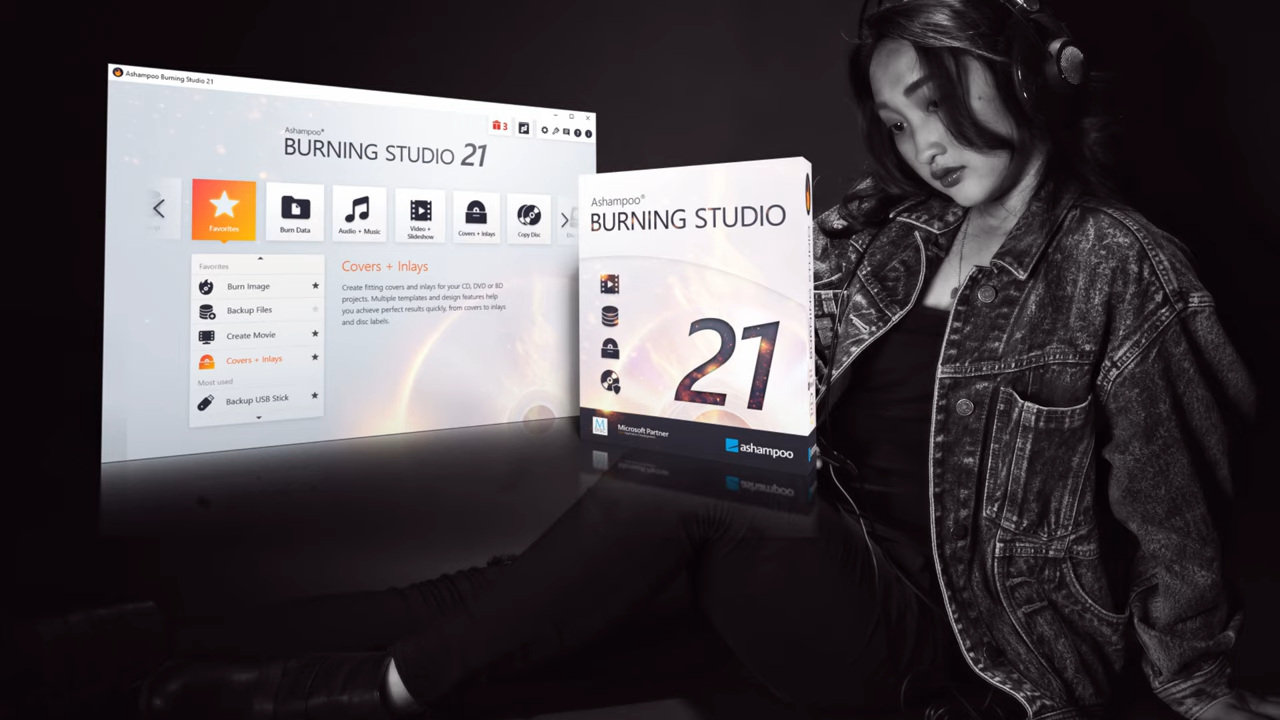 Ashampoo Burning Studio 21
3
Ashampoo®
BURNING STUDIO 21
Favorites
Burn Data
Audio + Music
Video +
Slideshow
Covers + Inlays
Copy Disc
Favorites
Burn Image
Backup Files
Create Movie
Covers + Inlays
Most used
Backup USB Stick
Covers + Inlays
Create fitting covers and inlays for your CD, DVD or BD
projects. Multiple templates and design features help
you achieve perfect results quickly, from covers to inlays
and disc labels.
Ashampoo®
BURNING STUDIO
21
Microsoft Partner
ashampoo